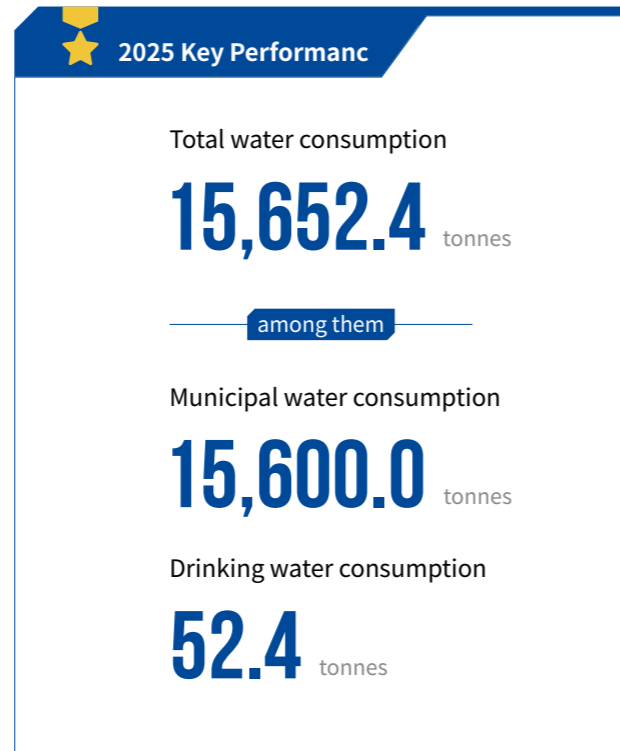 2025 Key Performanc
Total water consumption
15,652.4 tonnes
among them
Municipal water consumption
15,600.0 tonnes
Drinking water consumption
52.4 tonnes